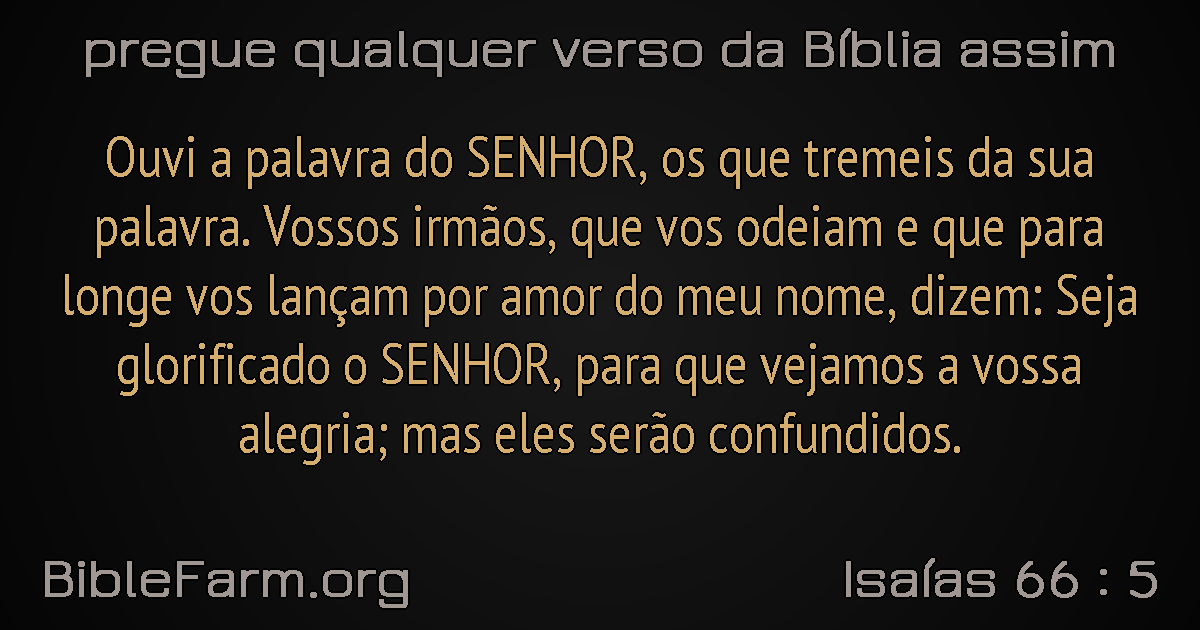 pregue qualquer verso da Bíblia assim
Ouvi a palavra do SENHOR, os que tremeis da sua
palavra. Vossos irmãos, que vos odeiam e que para
longe vos lançam por amor do meu nome, dizem: Seja
glorificado o SENHOR, para que vejamos a vossa
alegria; mas eles serão confundidos.
BibleFarm.org
Isaías 66 : 5